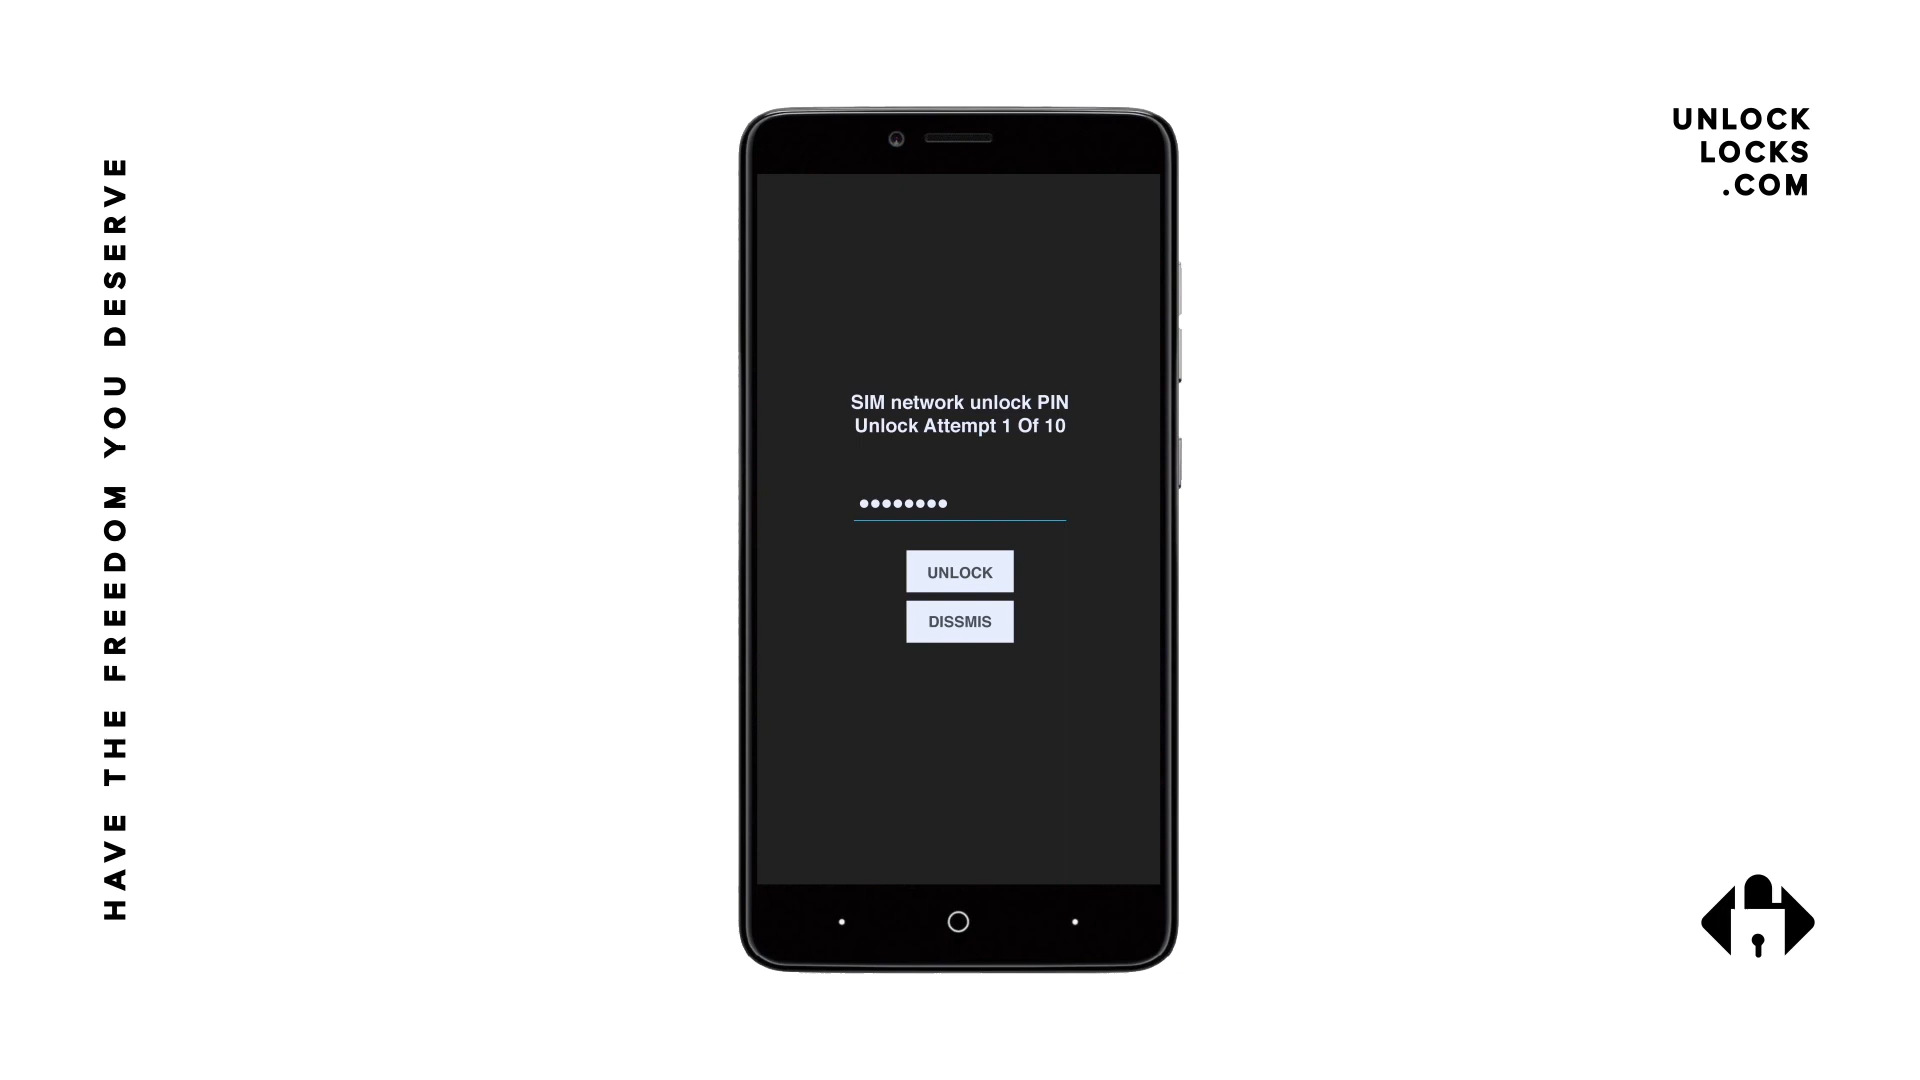 HAVE THE FREEDOM YOU DESERVE
UNLOCK
LOCKS
.COM
SIM network unlock PIN
Unlock Attempt 1 Of 10
••••••••
UNLOCK
DISSMIS